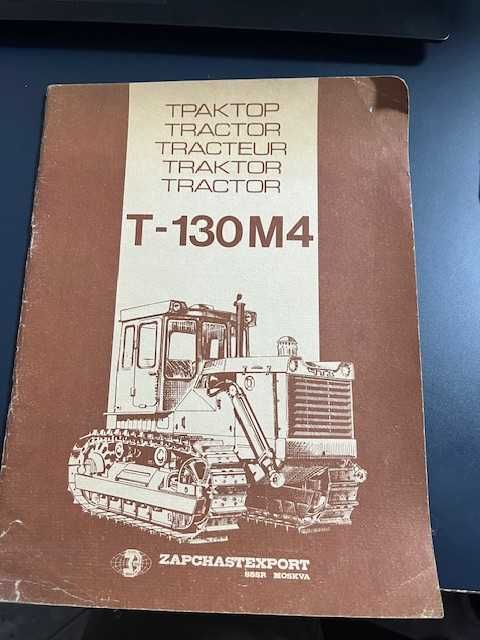 ТРАКТОР
TRACTOR
TRACTEUR
TRAKTOR
TRACTOR
T-130M4
ZAPCHASTEXPORT
SSSR MOSKVA